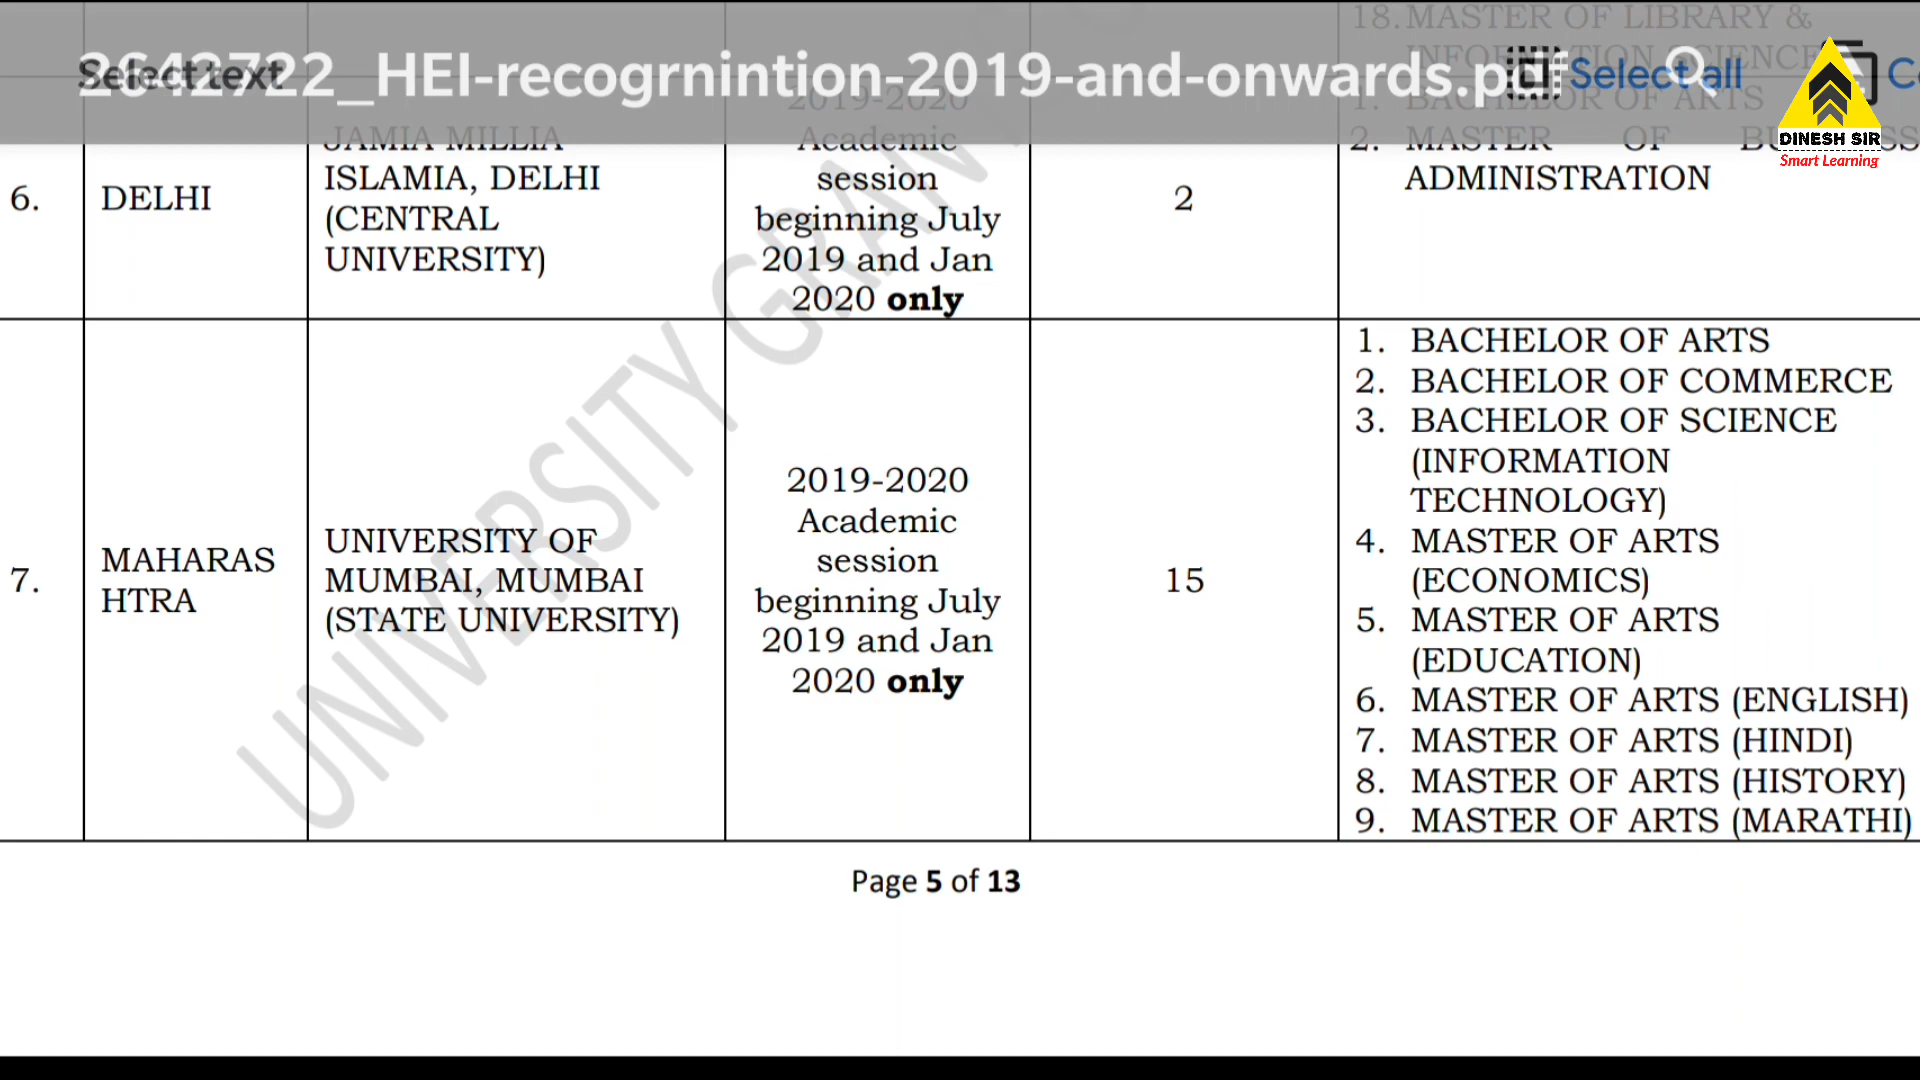 18. MASTER OF LIBRARY &
INFORMATION SCIENCE
2642722_HEI-recogrnintion-2019-and-onwards.pdf
Select text
Select all
DINESH SIR
Smart Learning
6.
DELHI
JAMIA MILLIA
ISLAMIA, DELHI
(CENTRAL
UNIVERSITY)
2019-2020
Academic
session
beginning July
2019 and Jan
2020 only
2
1. BACHELOR OF ARTS
2. MASTER OF
ADMINISTRATION
7.
MAHARAS
HTRA
UNIVERSITY OF
MUMBAI, MUMBAI
(STATE UNIVERSITY)
2019-2020
Academic
session
beginning July
2019 and Jan
2020 only
15
1. BACHELOR OF ARTS
2. BACHELOR OF COMMERCE
3. BACHELOR OF SCIENCE
(INFORMATION
TECHNOLOGY)
4. MASTER OF ARTS
(ECONOMICS)
5. MASTER OF ARTS
(EDUCATION)
6. MASTER OF ARTS (ENGLISH)
7. MASTER OF ARTS (HINDI)
8. MASTER OF ARTS (HISTORY)
9. MASTER OF ARTS (MARATHI)
UNIVERSITY GRAN
Page 5 of 13